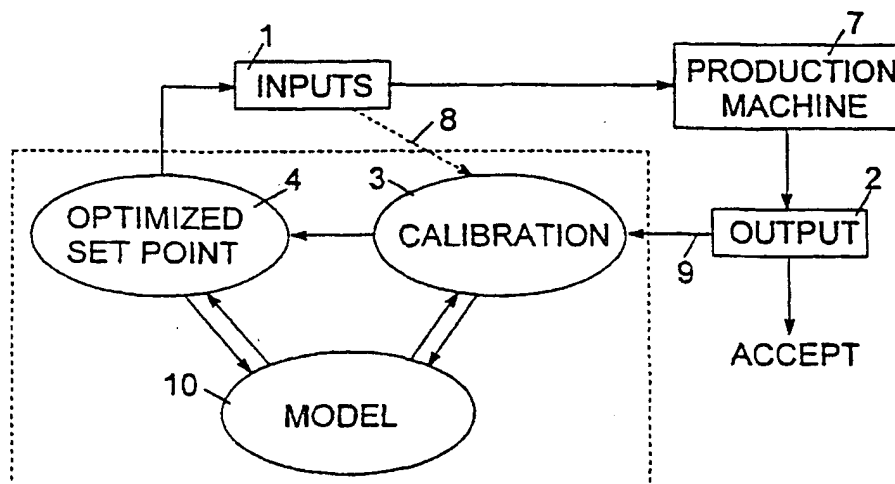 1
INPUTS
7
PRODUCTION
MACHINE
8
4
OPTIMIZED
SET POINT
3
CALIBRATION
2
OUTPUT
9
ACCEPT
10
MODEL